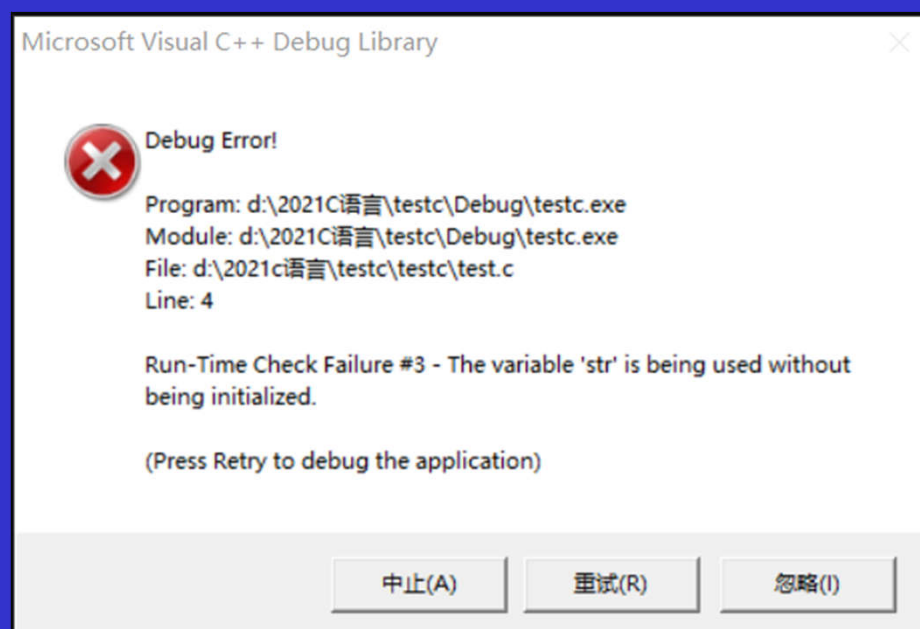 Microsoft Visual C++ Debug Library
Debug Error!
Program: d:\2021C语言\testc\Debug\testc.exe
Module: d:\2021C语言\testc\Debug\testc.exe
File: d:\2021c语言\testc\testc\test.c
Line: 4
Run-Time Check Failure #3 - The variable 'str' is being used without
being initialized.
(Press Retry to debug the application)
中止(A) 重试(R) 忽略(I)